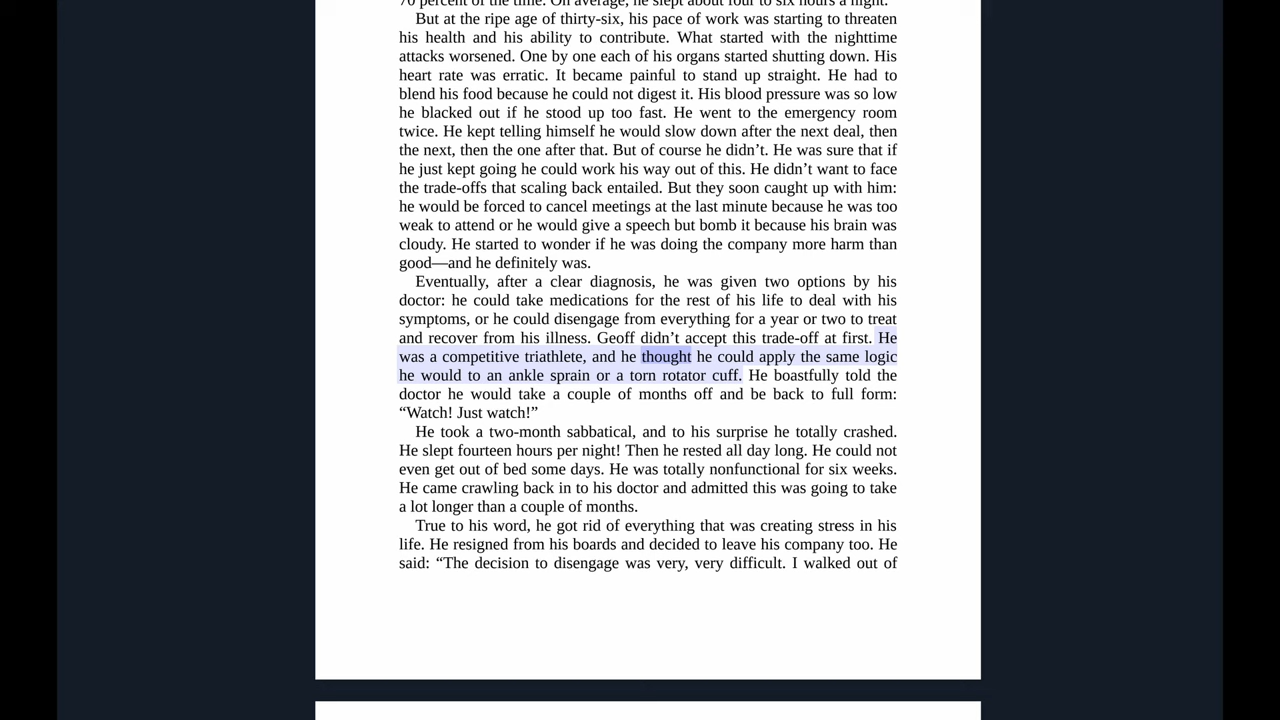 70 percent of the time. On average, he slept about four to six hours a night.
But at the ripe age of thirty-six, his pace of work was starting to threaten
his health and his ability to contribute. What started with the nighttime
attacks worsened. One by one each of his organs started shutting down. His
heart rate was erratic. It became painful to stand up straight. He had to
blend his food because he could not digest it. His blood pressure was so low
he blacked out if he stood up too fast. He went to the emergency room
twice. He kept telling himself he would slow down after the next deal, then
the next, then the one after that. But of course he didn’t. He was sure that if
he just kept going he could work his way out of this. He didn’t want to face
the trade-offs that scaling back entailed. But they soon caught up with him:
he would be forced to cancel meetings at the last minute because he was too
weak to attend or he would give a speech but bomb it because his brain was
cloudy. He started to wonder if he was doing the company more harm than
good—and he definitely was.
Eventually, after a clear diagnosis, he was given two options by his
doctor: he could take medications for the rest of his life to deal with his
symptoms, or he could disengage from everything for a year or two to treat
and recover from his illness. Geoff didn’t accept this trade-off at first. He
was a competitive triathlete, and he thought he could apply the same logic
he would to an ankle sprain or a torn rotator cuff. He boastfully told the
doctor he would take a couple of months off and be back to full form:
“Watch! Just watch!”
He took a two-month sabbatical, and to his surprise he totally crashed.
He slept fourteen hours per night! Then he rested all day long. He could not
even get out of bed some days. He was totally nonfunctional for six weeks.
He came crawling back in to his doctor and admitted this was going to take
a lot longer than a couple of months.
True to his word, he got rid of everything that was creating stress in his
life. He resigned from his boards and decided to leave his company too. He
said: “The decision to disengage was very, very difficult. I walked out of